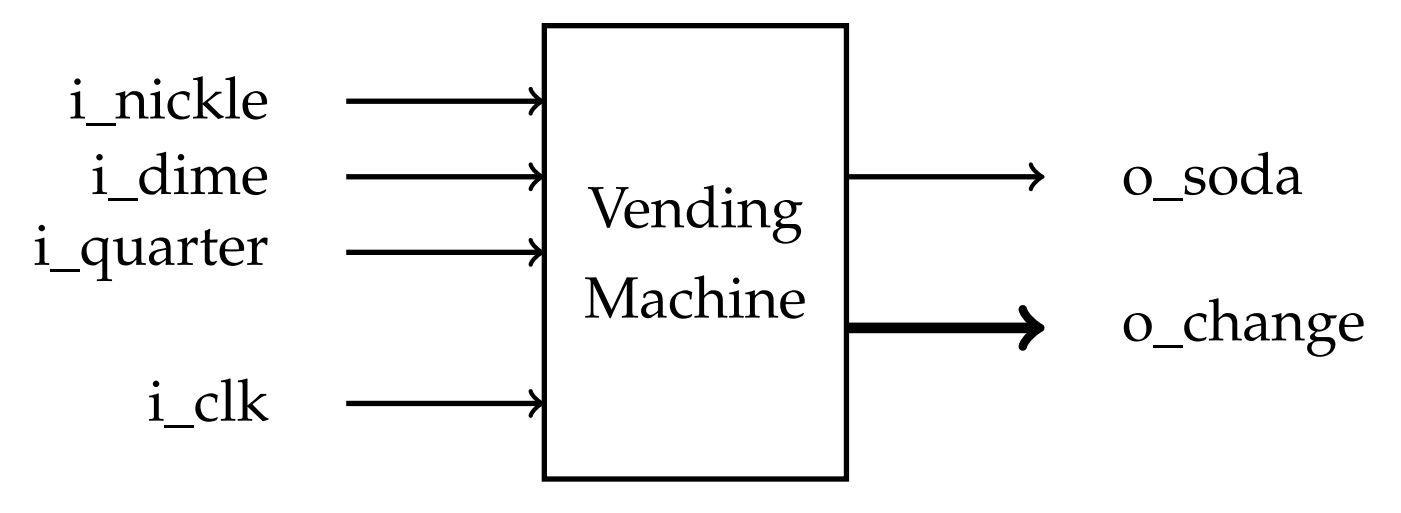 i_nickle
i_dime
i_quarter
i_clk
Vending
Machine
o_soda
o_change